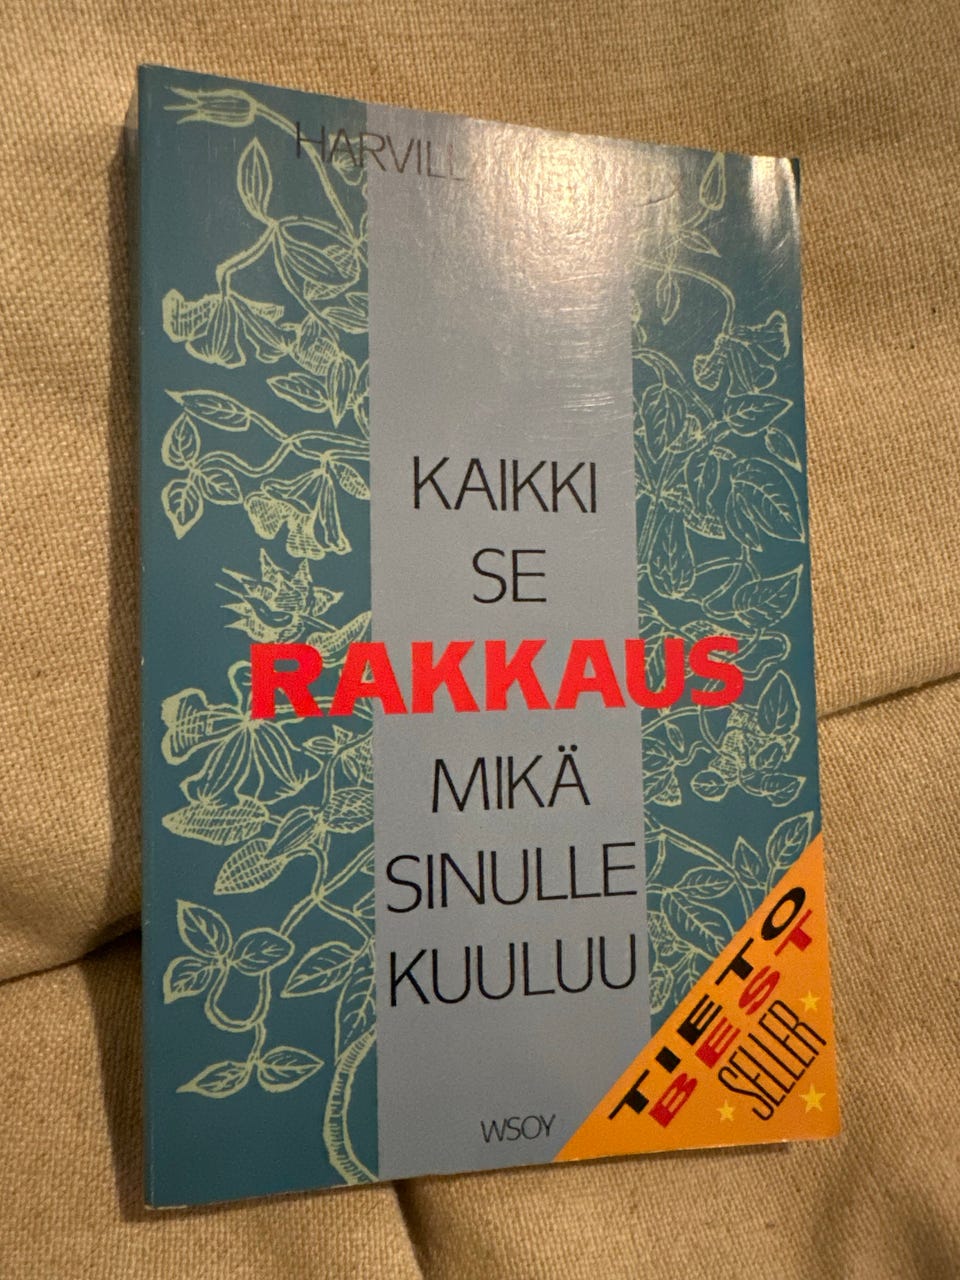 HARVILL
KAIKKI
SE
RAKKAUS
MIKÄ
SINULLE
KUULUU
TIETO
BEST
SELLER
WSOY